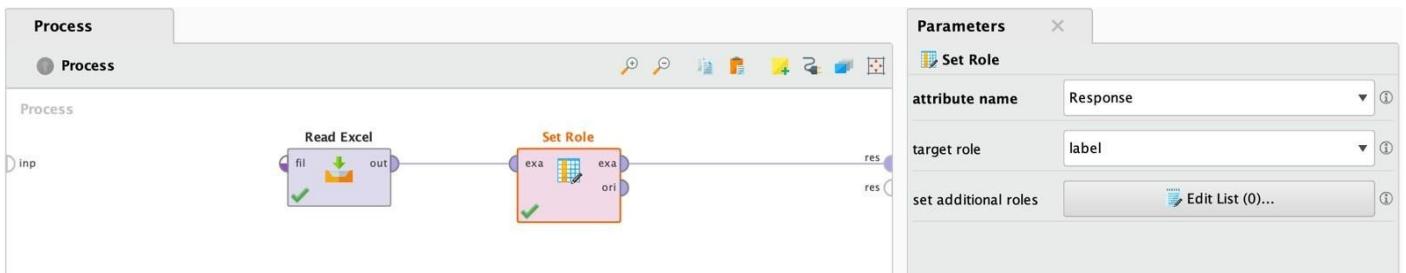 Process
Process
Process
inp
Read Excel
fil
out
Set Role
exa
exa
ori
res
res
Parameters
Set Role
attribute name
Response
target role
label
set additional roles
Edit List (0)...